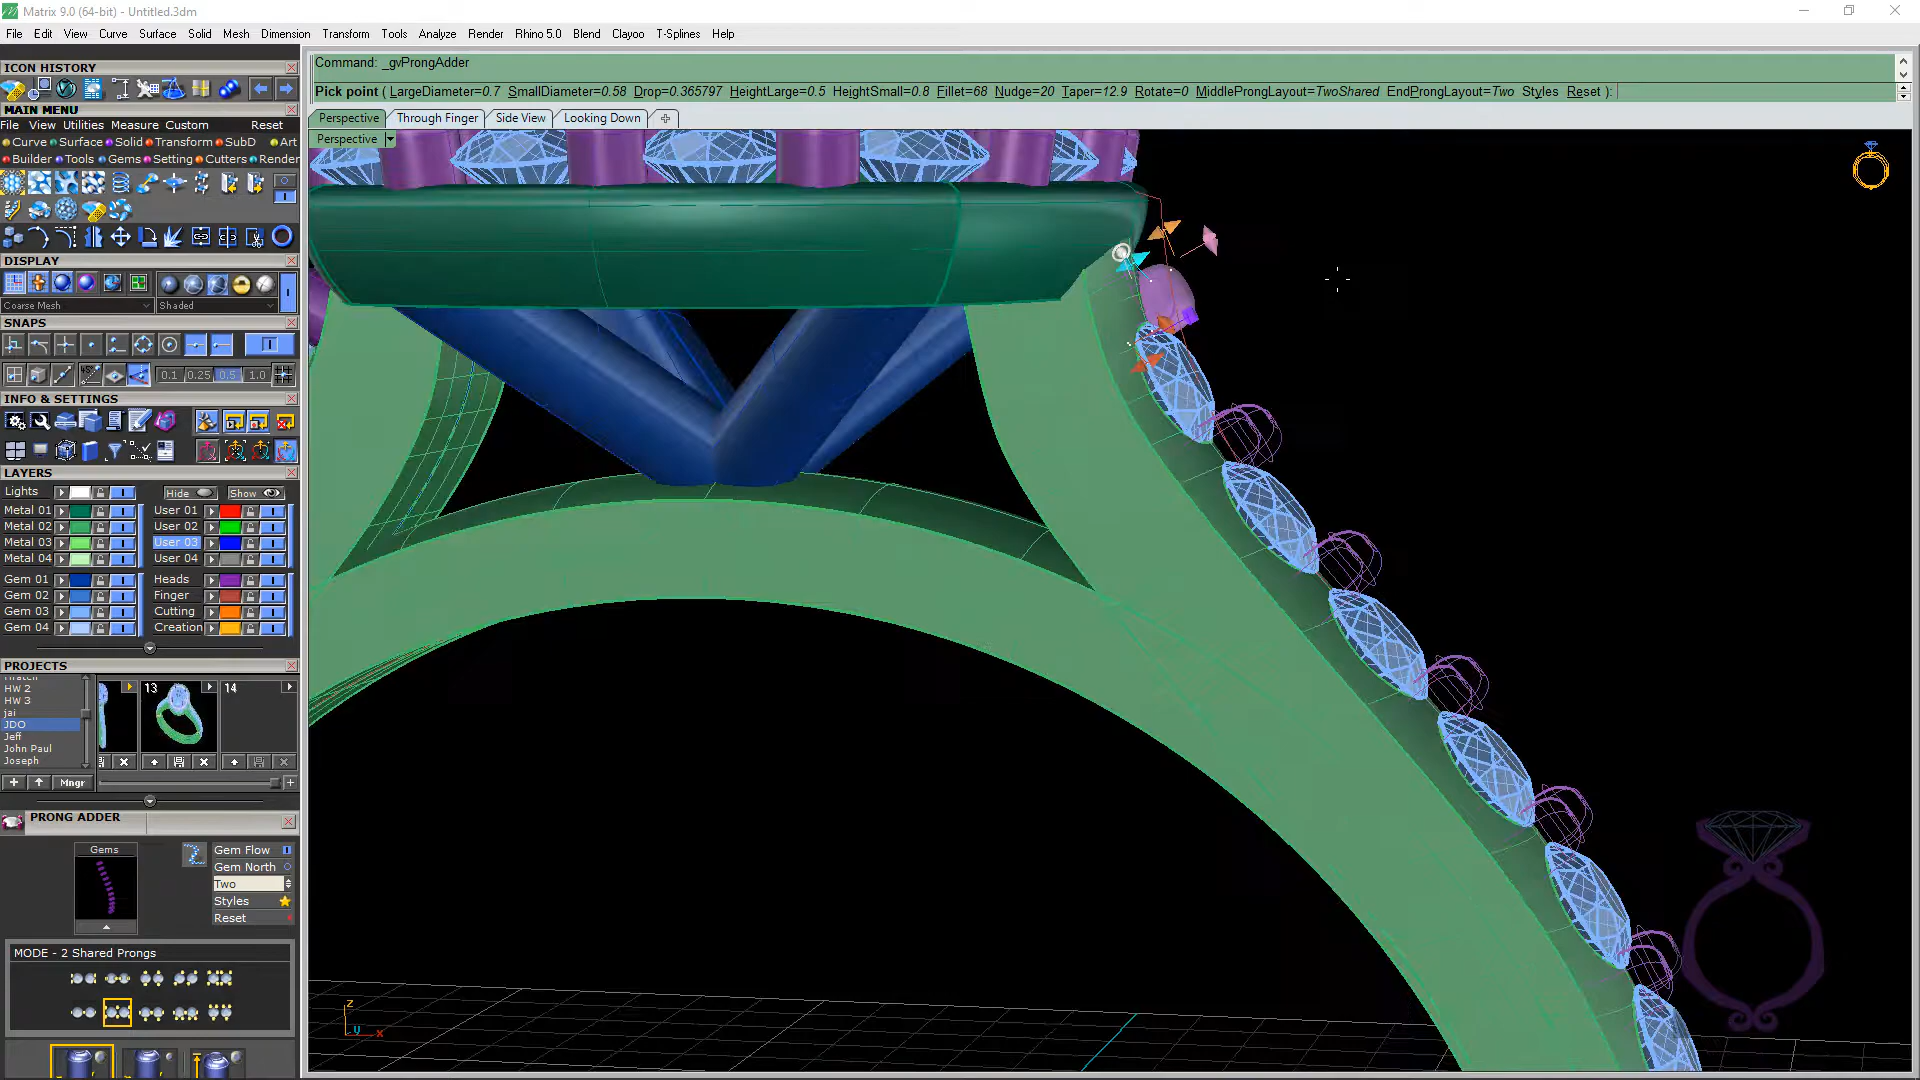 Matrix 9.0 (64-bit) - Untitled.3dm
File Edit View Curve Surface Solid Mesh Dimension Transform Tools Analyze Render Rhino 5.0 Blend Clayoo T-Splines Help
ICON HISTORY
Command: _gvProngAdder
Pick point ( LargeDiameter=0.7 SmallDiameter=0.58 Drop=0.365797 HeightLarge=0.5 HeightSmall=0.8 Fillet=68 Nudge=20 Taper=12.9 Rotate=0 MiddleProngLayout=TwoShared EndProngLayout=Two Styles Reset ):
MAIN MENU
Perspective Through Finger Side View Looking Down
File View Utilities Measure Custom Reset
Perspective
Curve Surface Solid Transform SubD Art
Builder Tools Gems Setting Cutters Render
DISPLAY
Coarse Mesh Shaded
SNAPS
0.1 0.25 0.5 1.0
INFO & SETTINGS
LAYERS
Lights Hide Show
Metal 01 User 01
Metal 02 User 02
Metal 03 User 03
Metal 04 User 04
Gem 01 Heads
Gem 02 Finger
Gem 03 Cutting
Gem 04 Creation
PROJECTS
HW 2
HW 3
jai
JDO
Jeff
John Paul
Joseph
13 14
Mngr
PRONG ADDER
Gems
Gem Flow
Gem North
Two
Styles
Reset
MODE - 2 Shared Prongs
z
y x